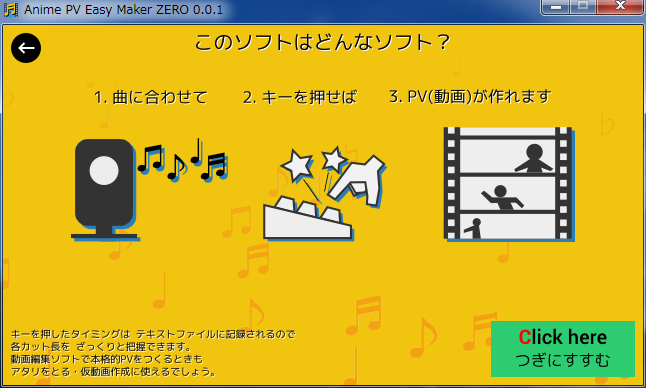 Anime PV Easy Maker ZERO 0.0.1
このソフトはどんなソフト？
1. 曲に合わせて 2. キーを押せば 3. PV(動画)が作れます
キーを押したタイミングは テキストファイルに記録されるので
各カット長を ざっくりと把握できます。
動画編集ソフトで本格的PVをつくるときも
アタリをとる・仮動画作成に使えるでしょう。
Click here
つぎにすすむ